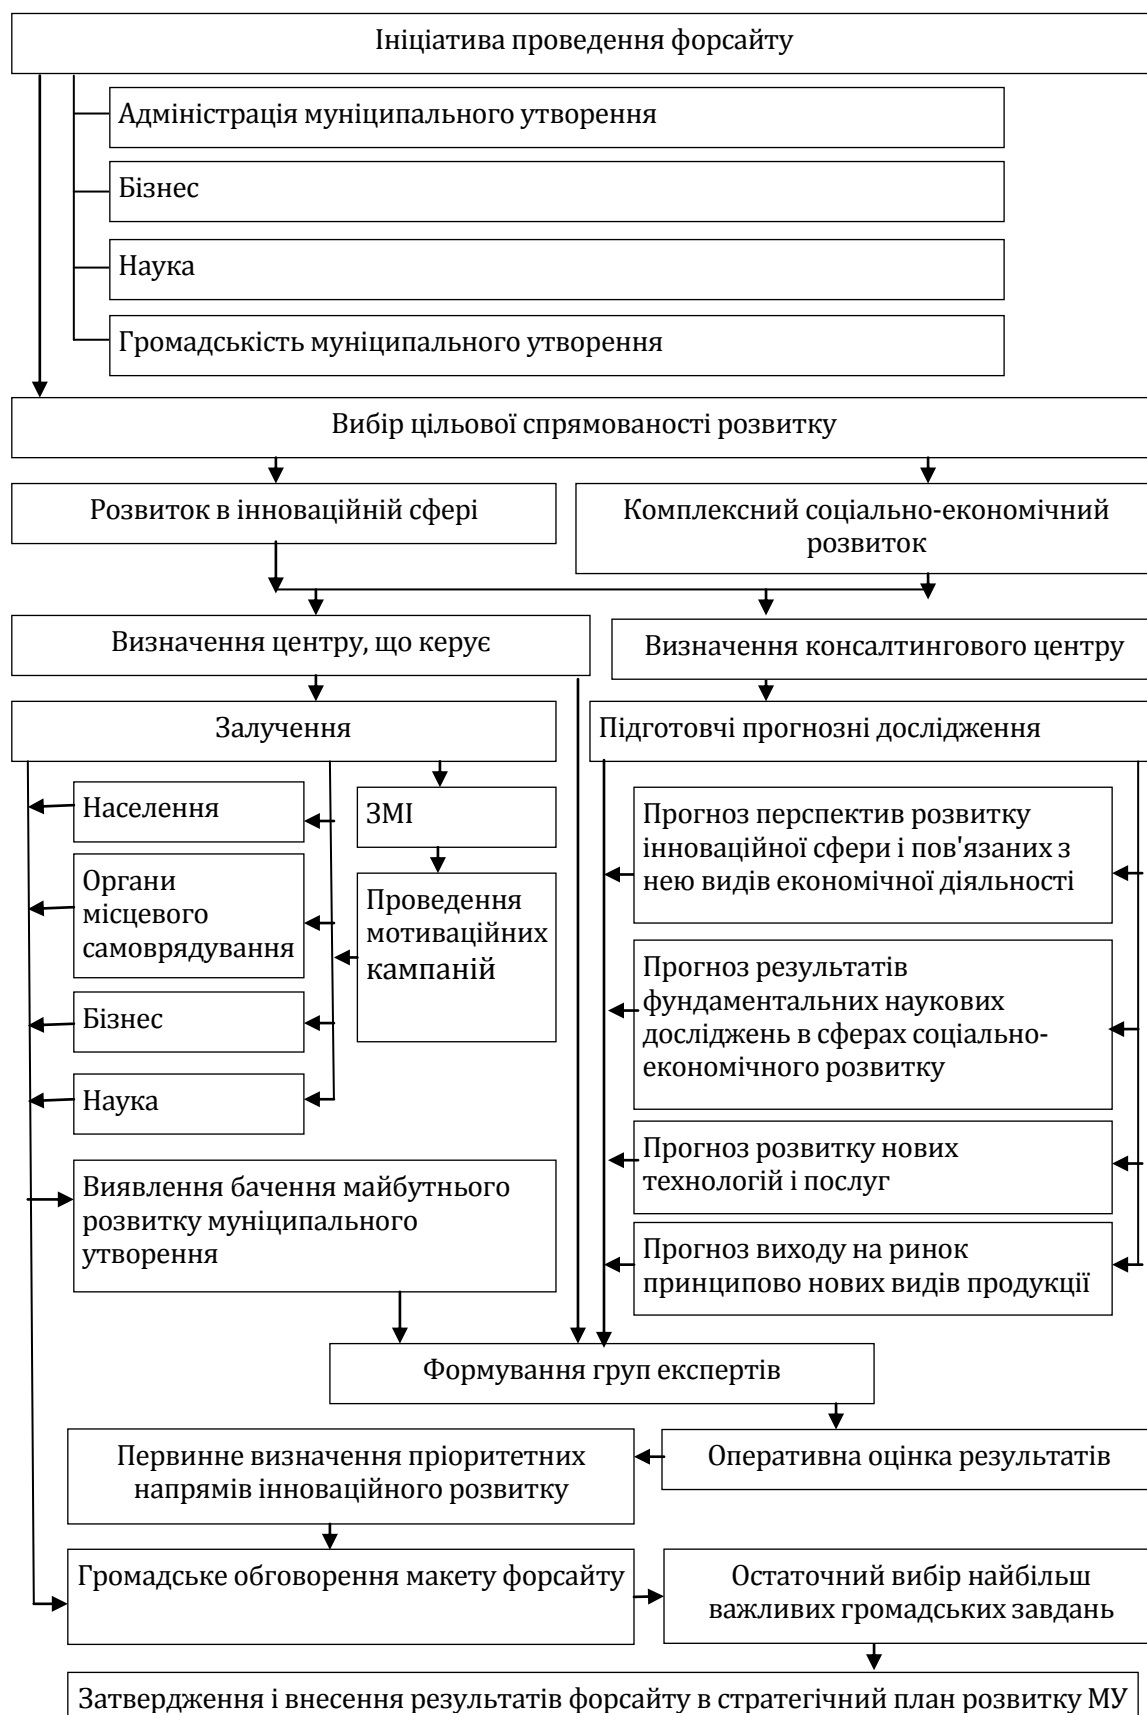 Ініціатива проведення форсайту
Адміністрація муніципального утворення
Бізнес
Наука
Громадськість муніципального утворення
Вибір цільової спрямованості розвитку
Розвиток в інноваційній сфері
Комплексний соціально-економічний
розвиток
Визначення центру, що керує
Визначення консалтингового центру
Залучення
Підготовчі прогнозні дослідження
Населення
Органи
місцевого
самоврядування
Бізнес
Наука
ЗМІ
Проведення
мотиваційних
кампаній
Прогноз перспектив розвитку
інноваційної сфери і пов'язаних з
нею видів економічної діяльності
Прогноз результатів
фундаментальних наукових
досліджень в сферах соціально-
економічного розвитку
Прогноз розвитку нових
технологій і послуг
Прогноз виходу на ринок
принципово нових видів продукції
Виявлення бачення майбутнього
розвитку муніципального
утворення
Формування груп експертів
Оперативна оцінка результатів
Первинне визначення пріоритетних
напрямів інноваційного розвитку
Громадське обговорення макету форсайту
Остаточний вибір найбільш
важливих громадських завдань
Затвердження і внесення результатів форсайту в стратегічний план розвитку МУ